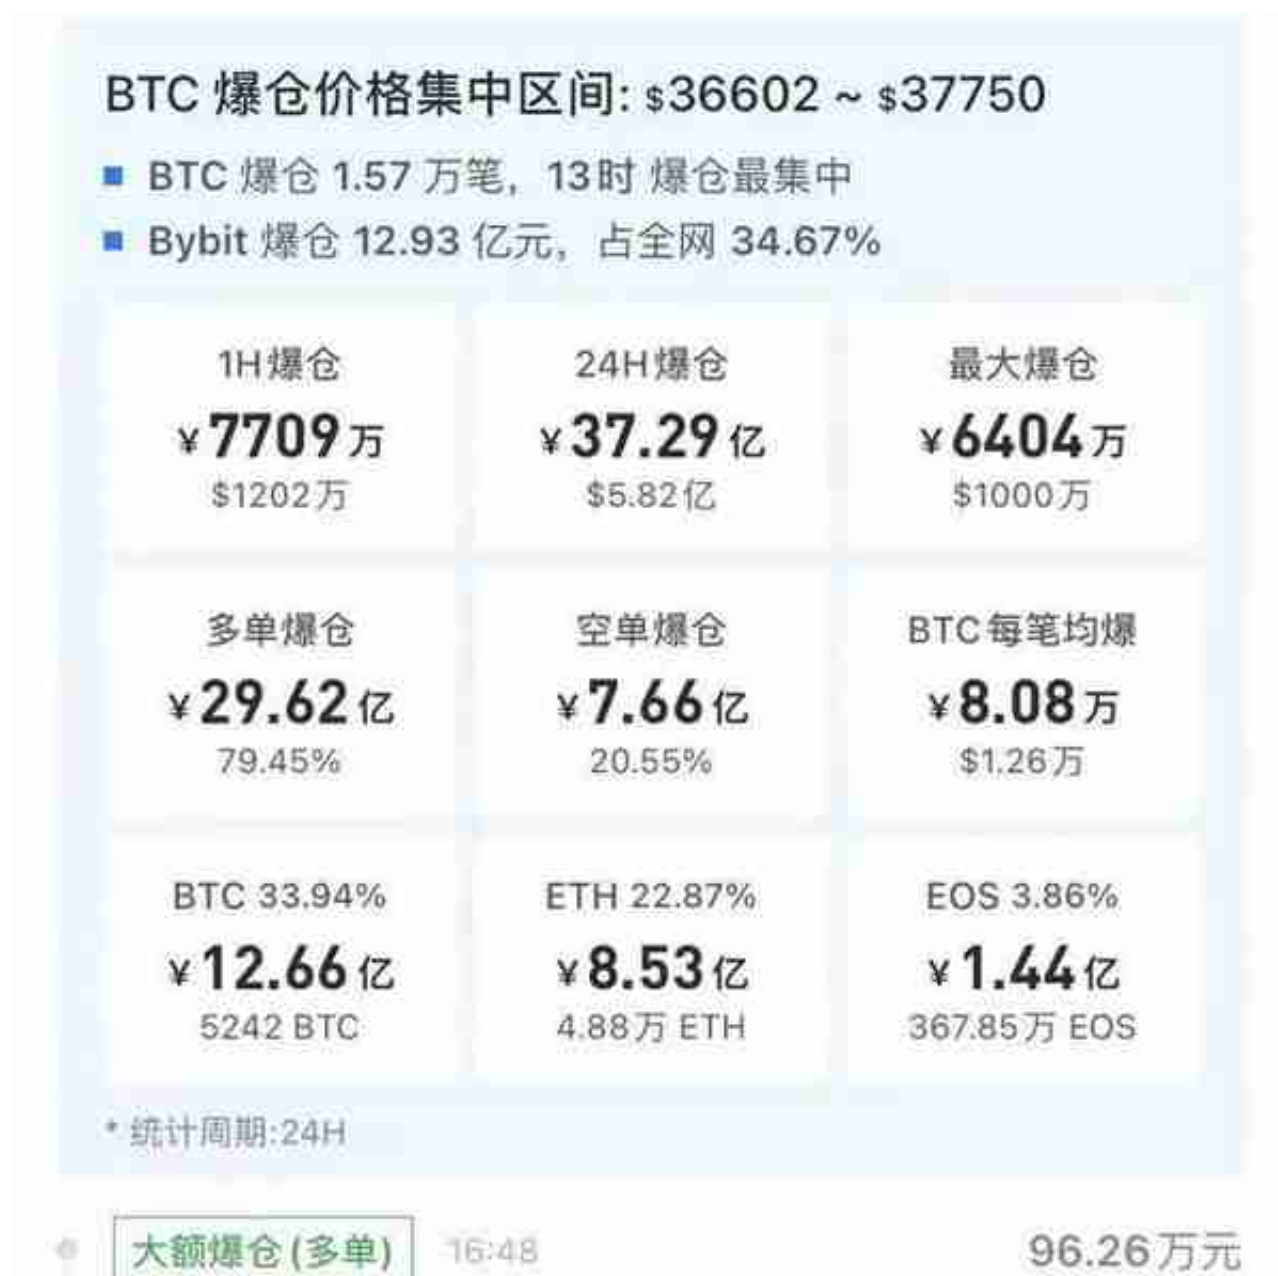 BTC 爆仓价格集中区间: $36602 ~ $37750
BTC 爆仓 1.57 万笔，13时 爆仓最集中
Bybit 爆仓 12.93 亿元，占全网 34.67%
1H爆仓
¥7709万
$1202万
24H爆仓
¥37.29亿
$5.82亿
最大爆仓
¥6404万
$1000万
多单爆仓
¥29.62亿
79.45%
空单爆仓
¥7.66亿
20.55%
BTC每笔均爆
¥8.08万
$1.26万
BTC 33.94%
¥12.66亿
5242 BTC
ETH 22.87%
¥8.53亿
4.88万 ETH
EOS 3.86%
¥1.44亿
367.85万 EOS
* 统计周期:24H
大额爆仓(多单) 16:48 96.26万元